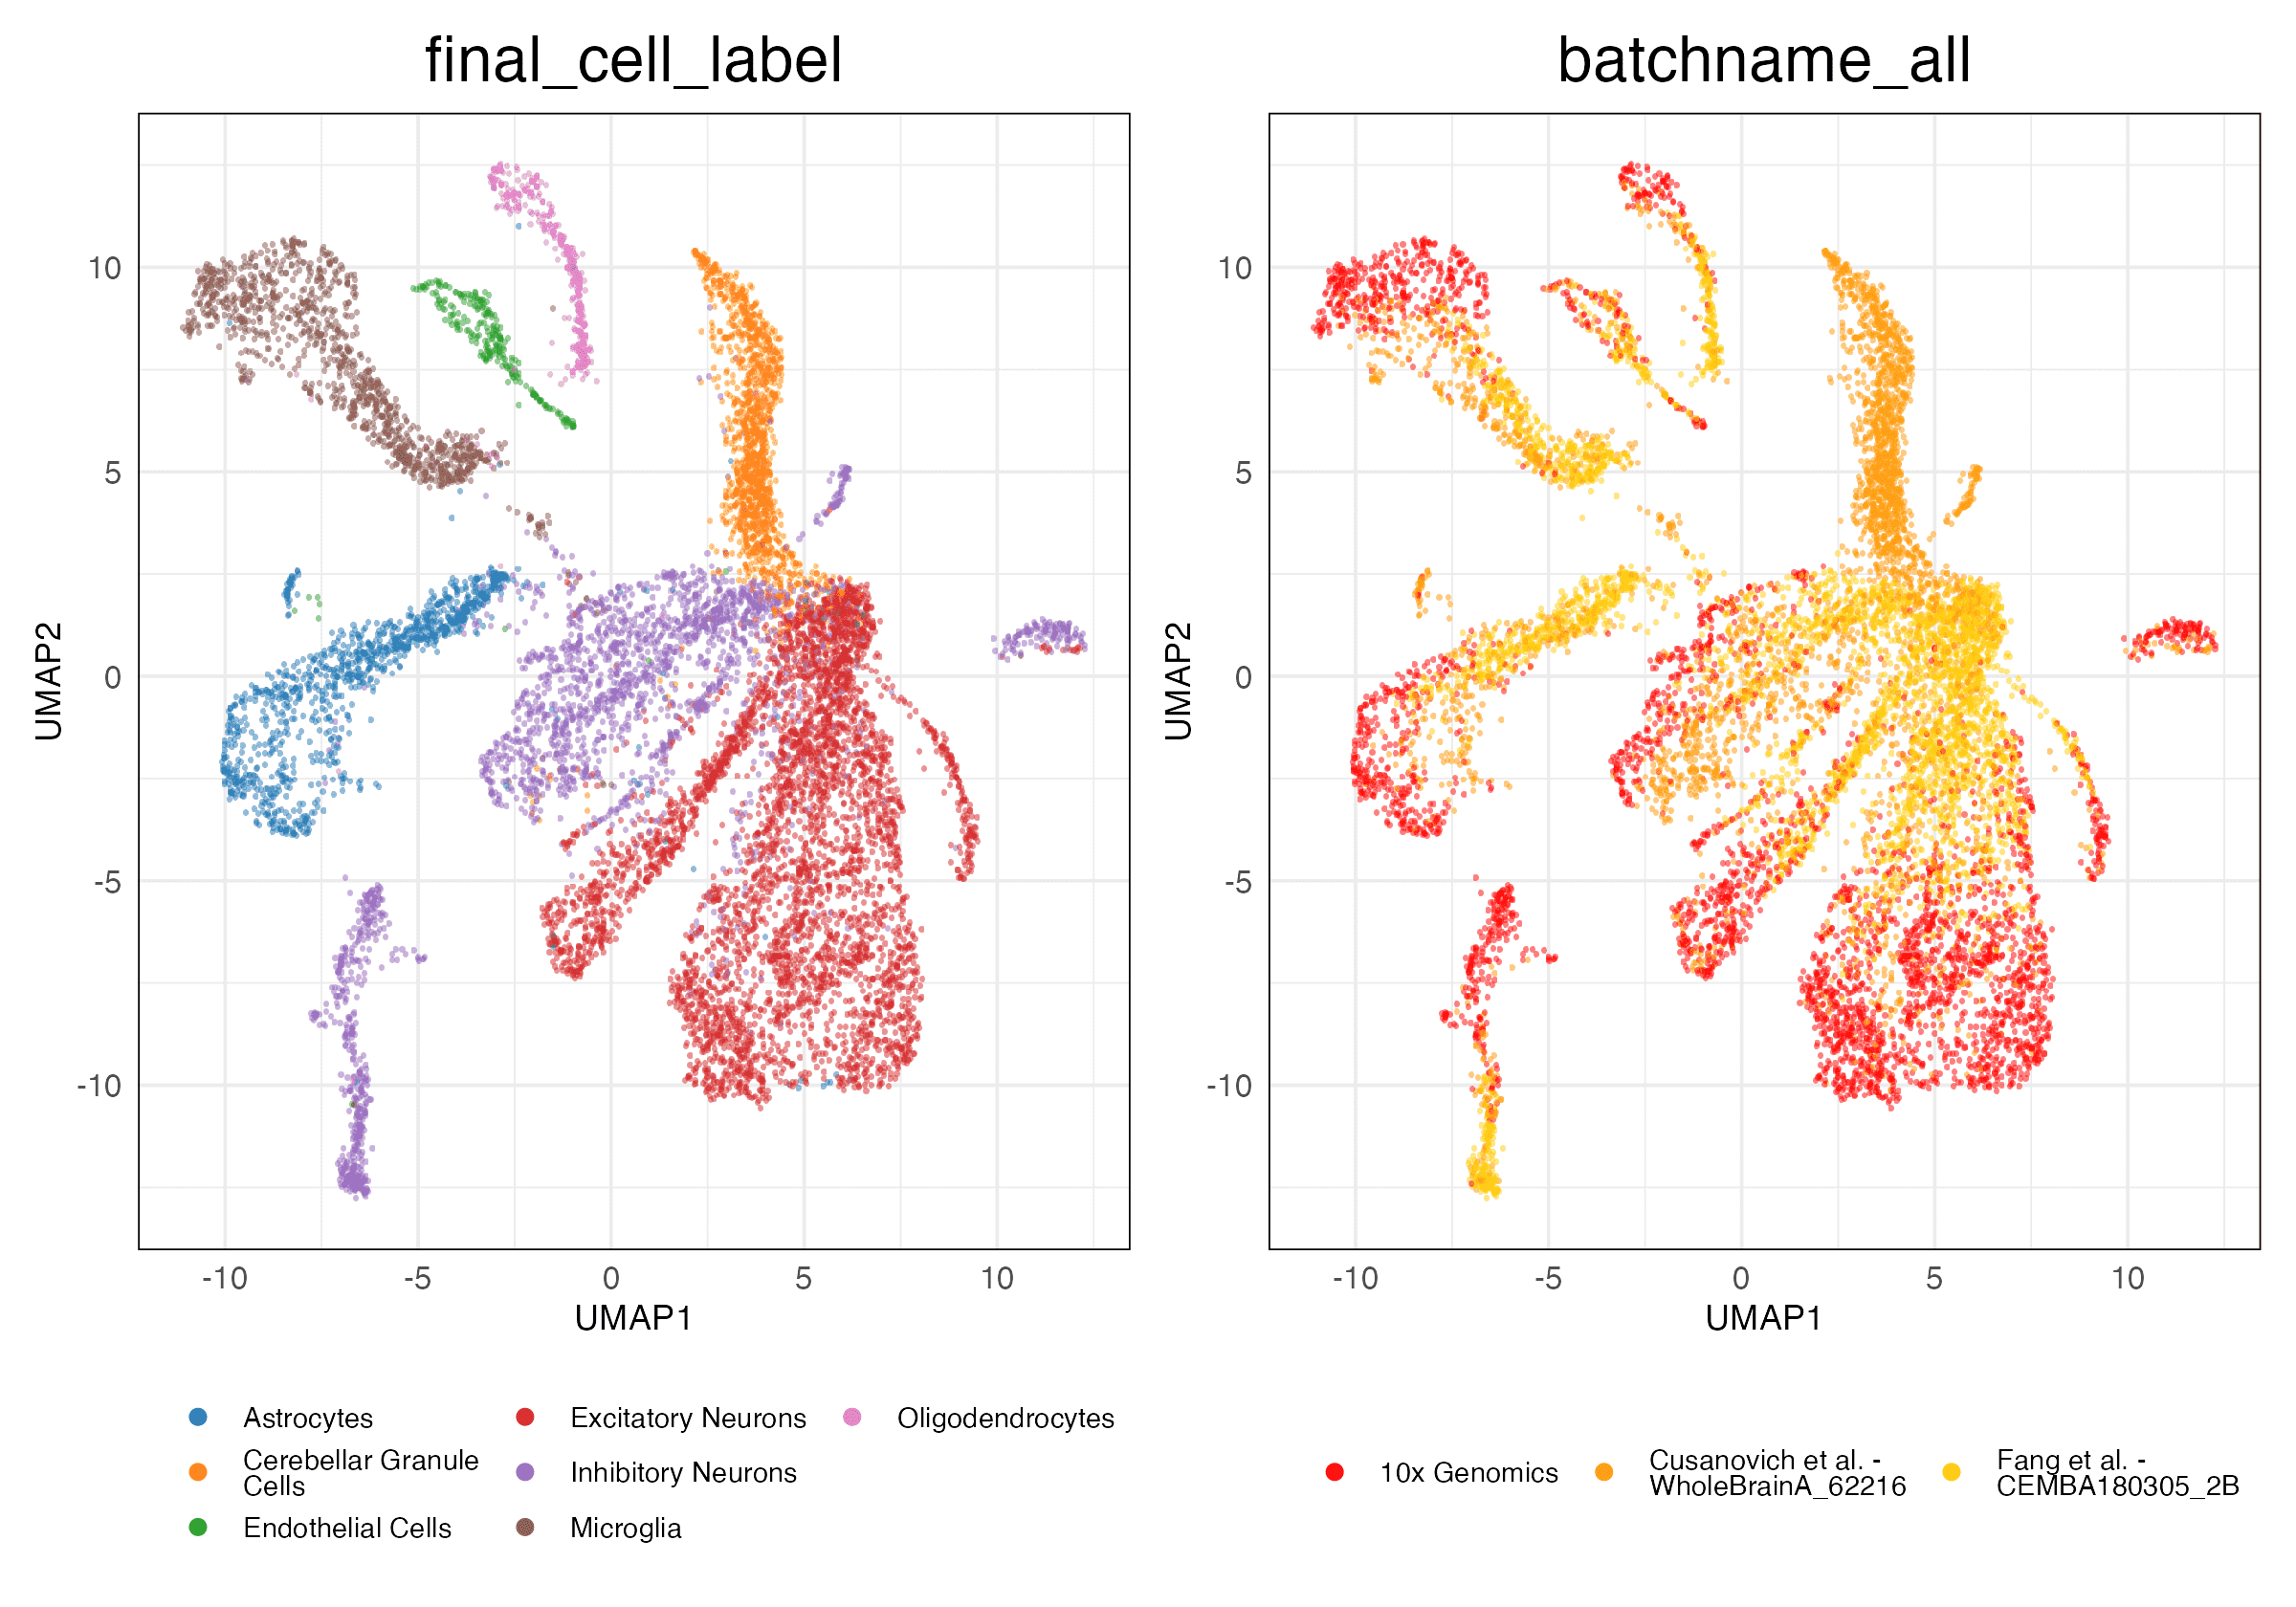 final_cell_label
batchname_all
10
5
0
-5
-10
UMAP2
-10
-5
0
5
10
UMAP1
10
5
0
-5
-10
UMAP2
-10
-5
0
5
10
UMAP1
Astrocytes
Cerebellar Granule
Cells
Endothelial Cells
Excitatory Neurons
Inhibitory Neurons
Microglia
Oligodendrocytes
10x Genomics
Cusanovich et al. -
WholeBrainA_62216
Fang et al. -
CEMBA180305_2B